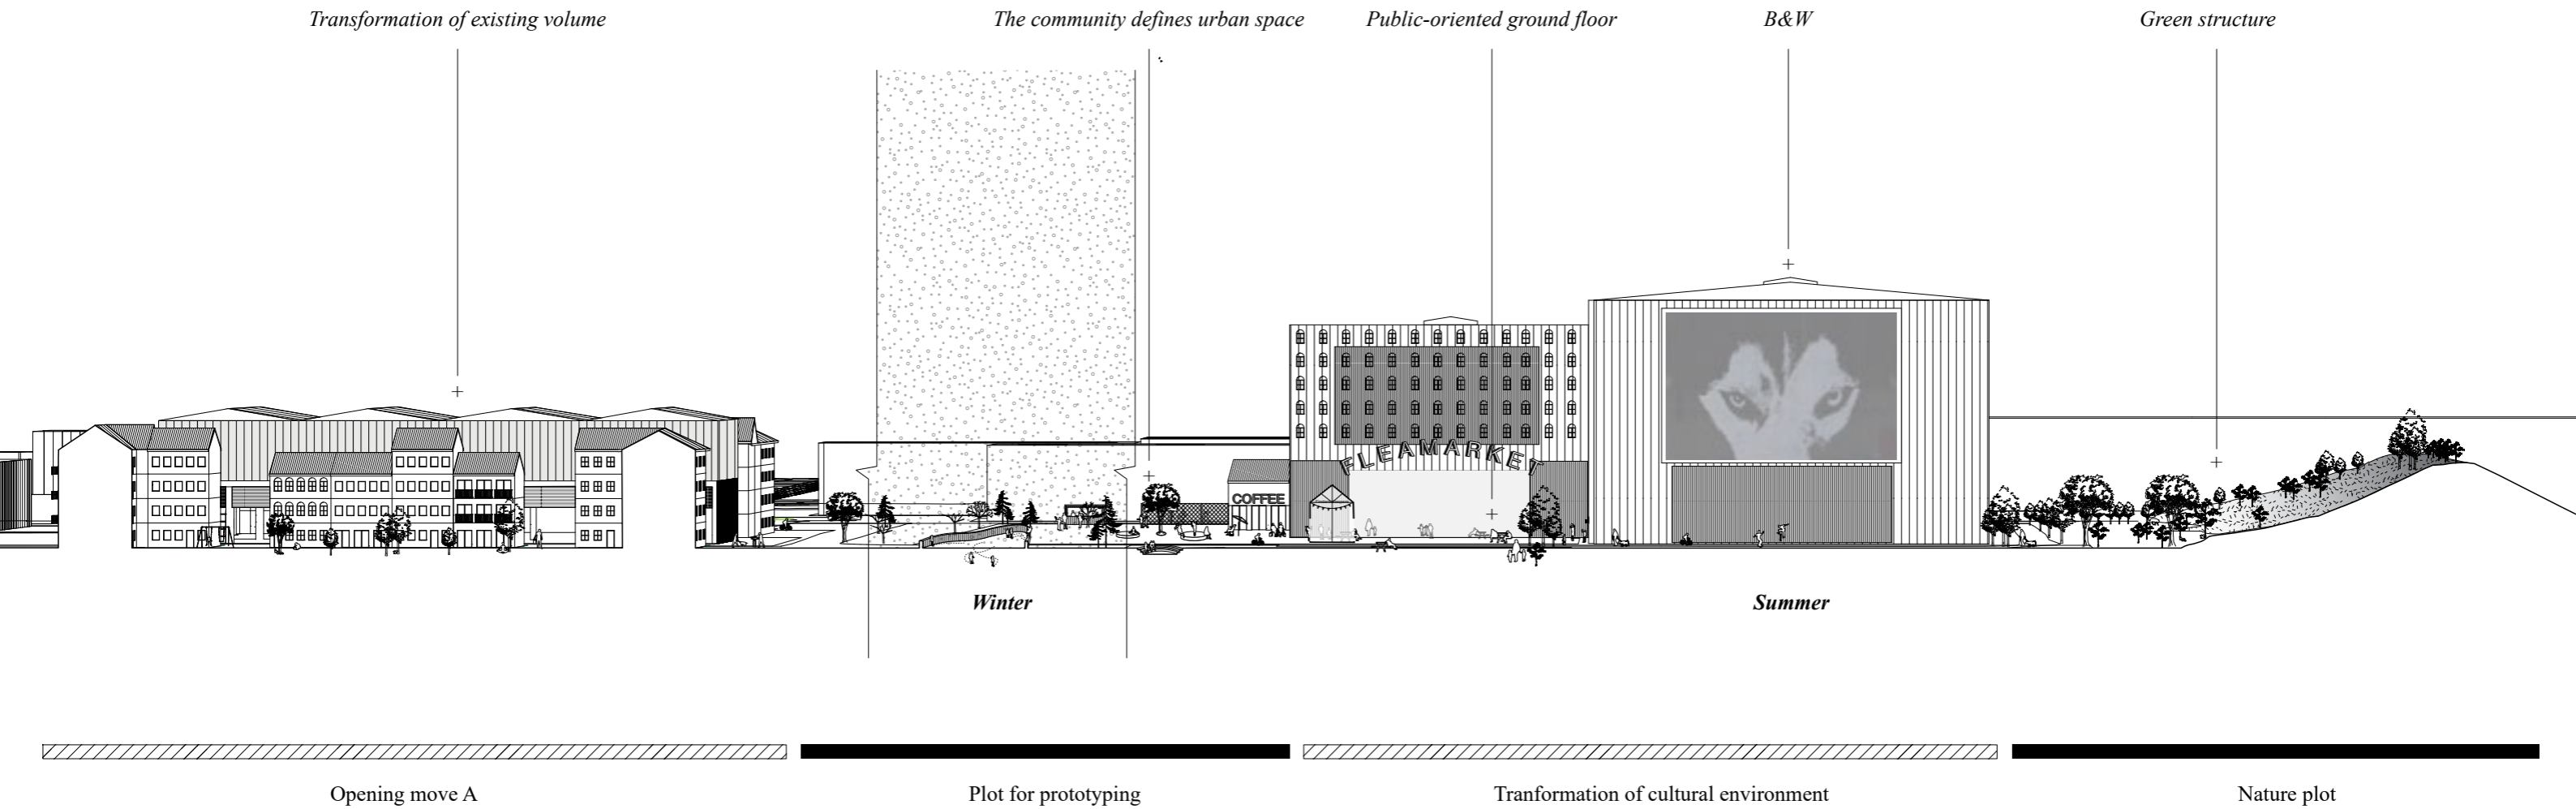 Transformation of existing volume
The community defines urban space
Public-oriented ground floor
B&W
Green structure
FLEAMARKET
COFFEE
Winter
Summer
Opening move A
Plot for prototyping
Tranformation of cultural environment
Nature plot